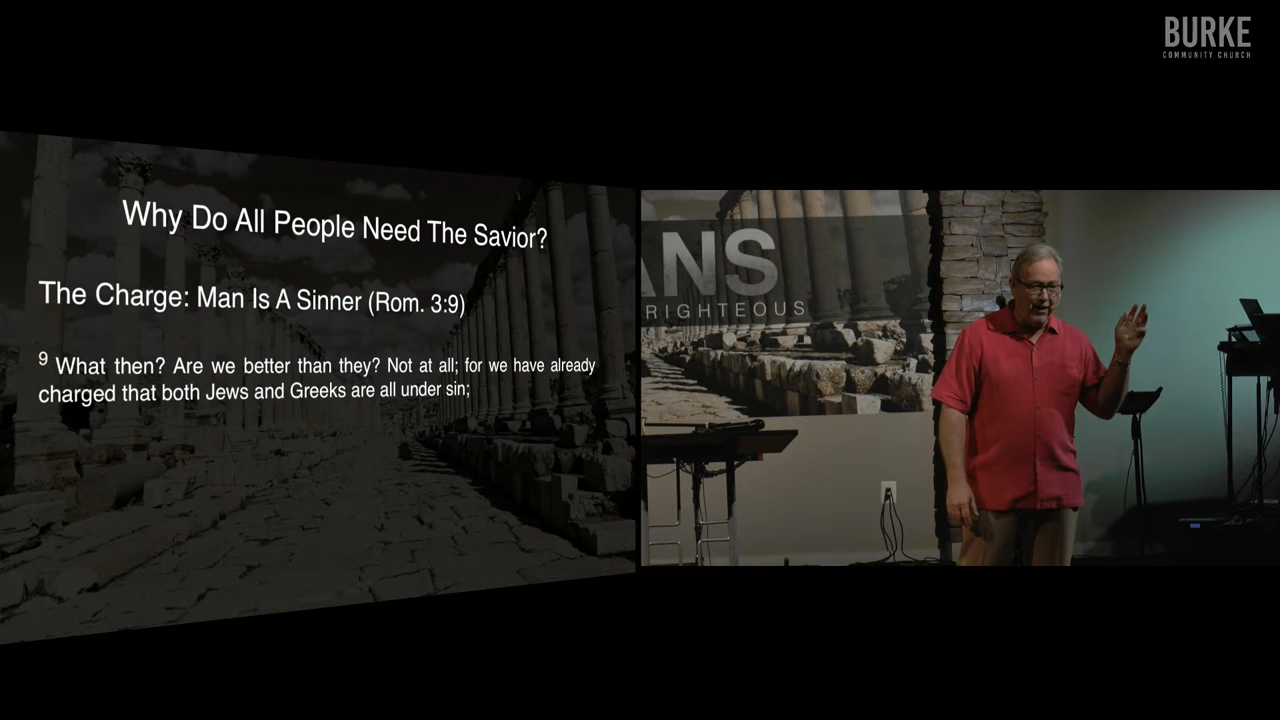 BURKE
COMMUNITY CHURCH
Why Do All People Need The Savior?
The Charge: Man Is A Sinner (Rom. 3:9)
9 What then? Are we better than they? Not at all; for we have already
charged that both Jews and Greeks are all under sin;
ANS
RIGHTEOUS